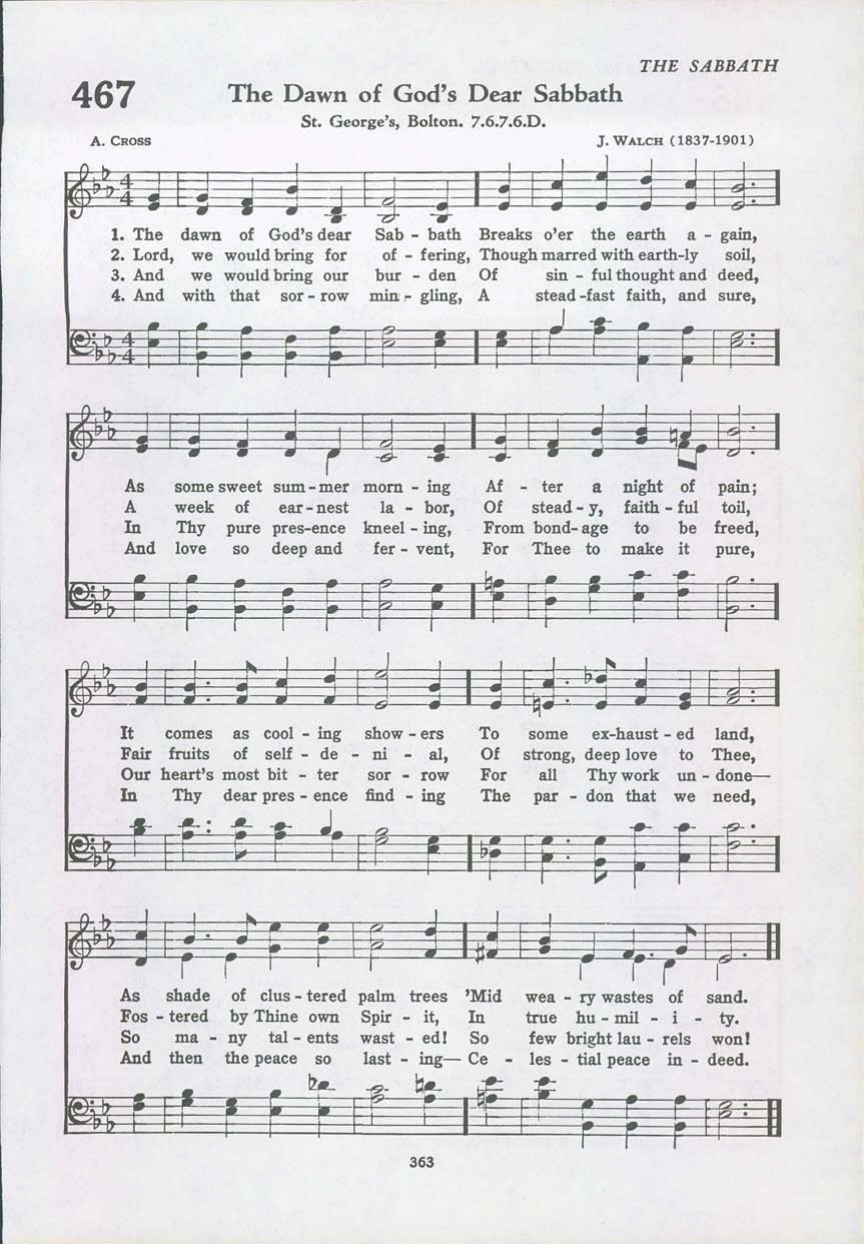 THE SABBATH
467
The Dawn of God's Dear Sabbath
St. George's, Bolton. 7.6.7.6.D.
A. CROSS
J. WALCH (1837-1901)
4
4
1. The dawn of God's dear Sab - bath Breaks o'er the earth a - gain,
2. Lord, we would bring for of - fering, Though marred with earth-ly soil,
3. And we would bring our bur - den Of sin - ful thought and deed,
4. And with that sor - row min - gling, A stead - fast faith, and sure,
4
4
As some sweet sum - mer morn - ing Af - ter a night of pain;
A week of ear - nest la - bor, Of stead - y, faith - ful toil,
In Thy pure pres-ence kneel - ing, From bond - age to be freed,
And love so deep and fer - vent, For Thee to make it pure,
It comes as cool - ing show - ers To some ex-haust - ed land,
Fair fruits of self - de - ni - al, Of strong, deep love to Thee,
Our heart's most bit - ter sor - row For all Thy work un - done—
In Thy dear pres - ence find - ing The par - don that we need,
As shade of clus - tered palm trees 'Mid wea - ry wastes of sand.
Fos - tered by Thine own Spir - it, In true hu - mil - i - ty.
So ma - ny tal - ents wast - ed! So few bright lau - rels won!
And then the peace so last - ing— Ce - les - tial peace in - deed.
363